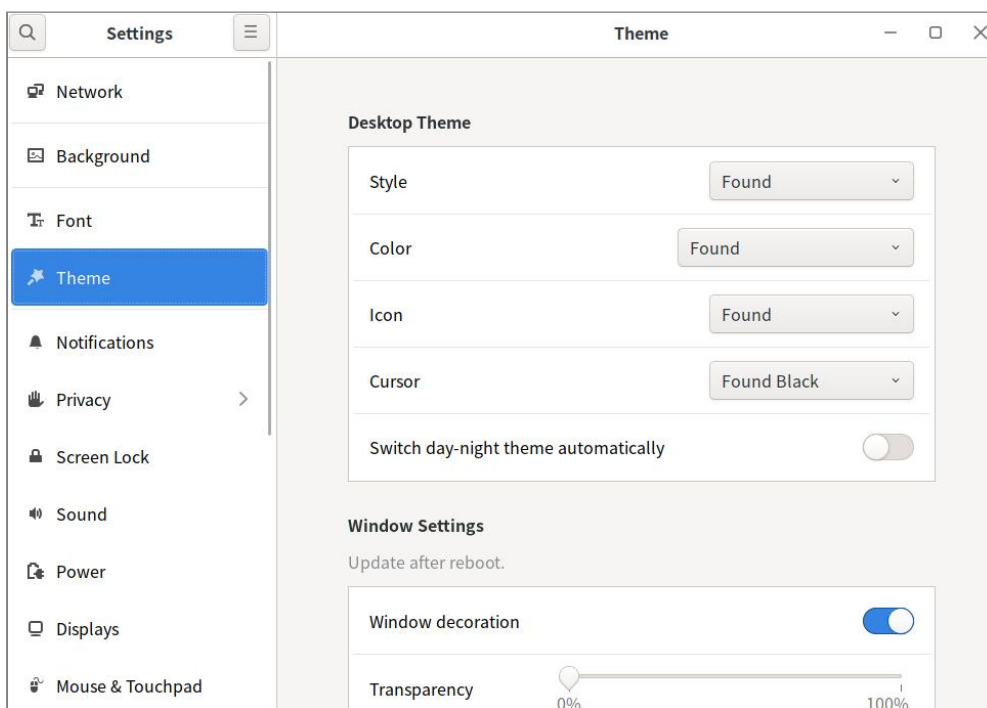 Settings
Theme
Network
Background
Font
Theme
Notifications
Privacy
Screen Lock
Sound
Power
Displays
Mouse & Touchpad
Desktop Theme
Style Found
Color Found
Icon Found
Cursor Found Black
Switch day-night theme automatically
Window Settings
Update after reboot.
Window decoration
Transparency
0% 100%